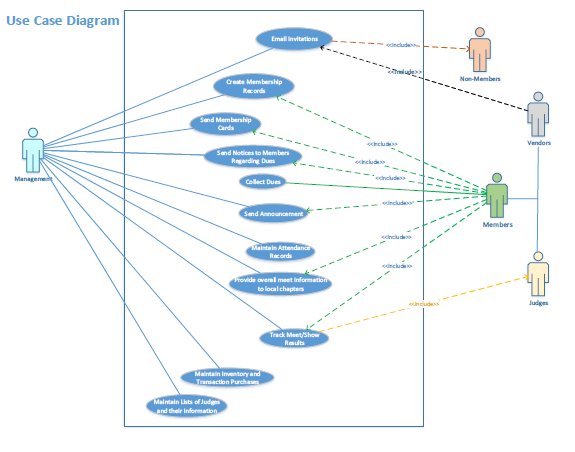 Use Case Diagram
Email Invitations
<<Include>>
Non-Members
<<Include>>
Create Membership
Records
Vendors
Send Membership
Cards
<<Include>>
Management
Send Notices to Members
Regarding Dues
<<Include>>
Collect Dues
<<Include>>
Send Announcement
<<Include>>
Members
Maintain Attendance
Records
<<Include>>
Provide overall meet information
to local chapters
<<Include>>
Judges
<<Include>>
Track Meet/Show
Results
Maintain Inventory and
Transaction Purchases
Maintain Lists of Judges
and their Information